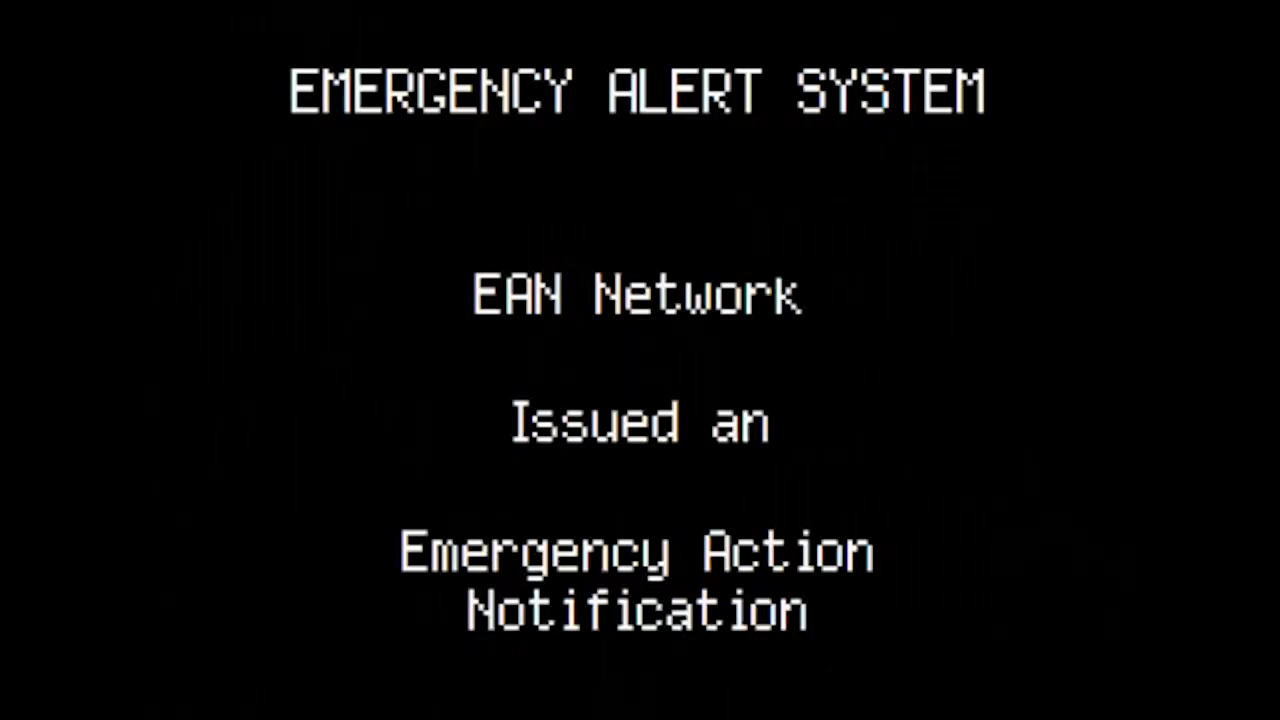 EMERGENCY ALERT SYSTEM
EAN Network
Issued an
Emergency Action
Notification